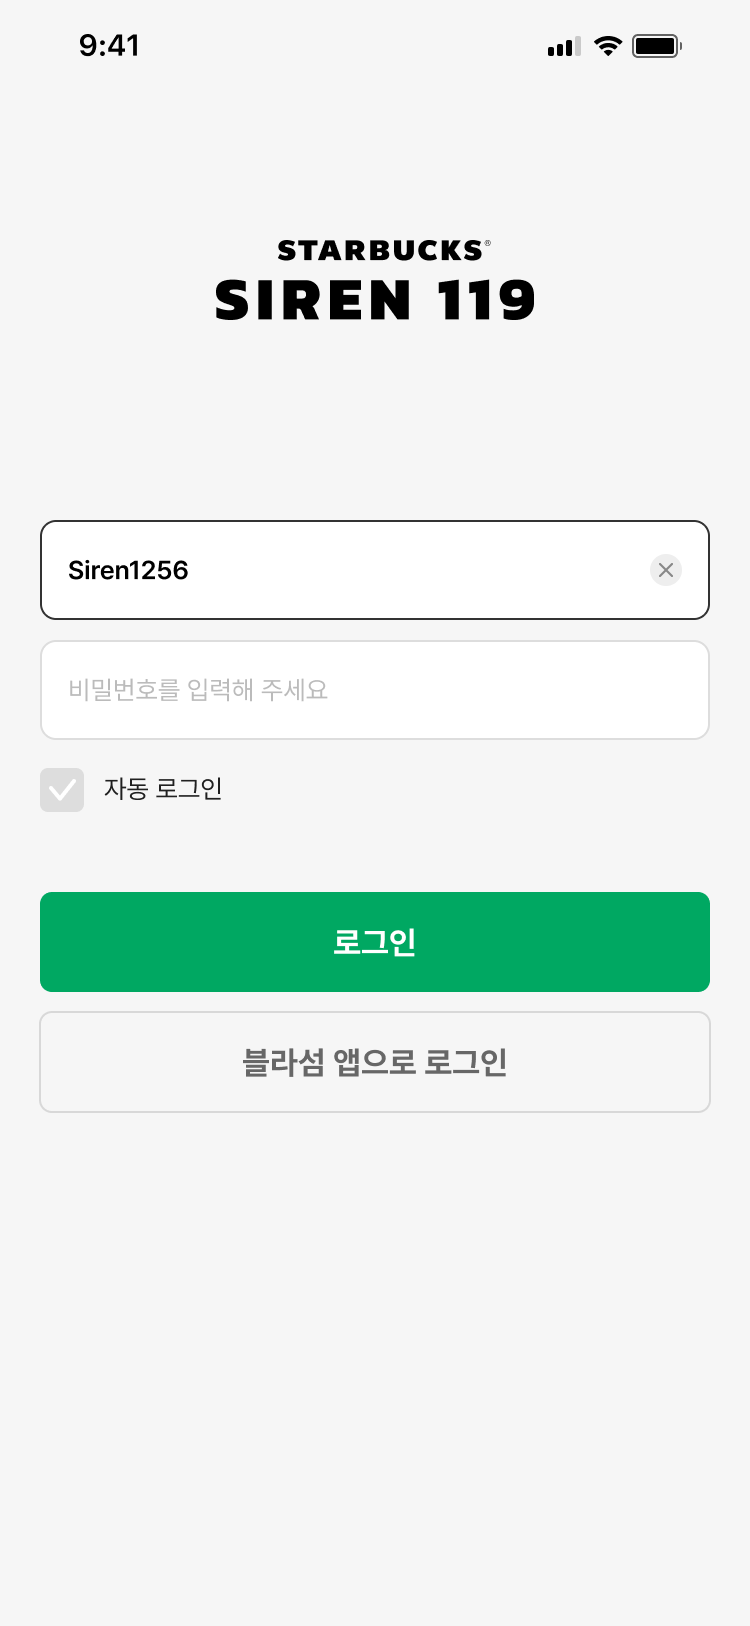 9:41
STARBUCKS®
SIREN 119
Siren1256
비밀번호를 입력해 주세요
자동 로그인
로그인
블라섬 앱으로 로그인